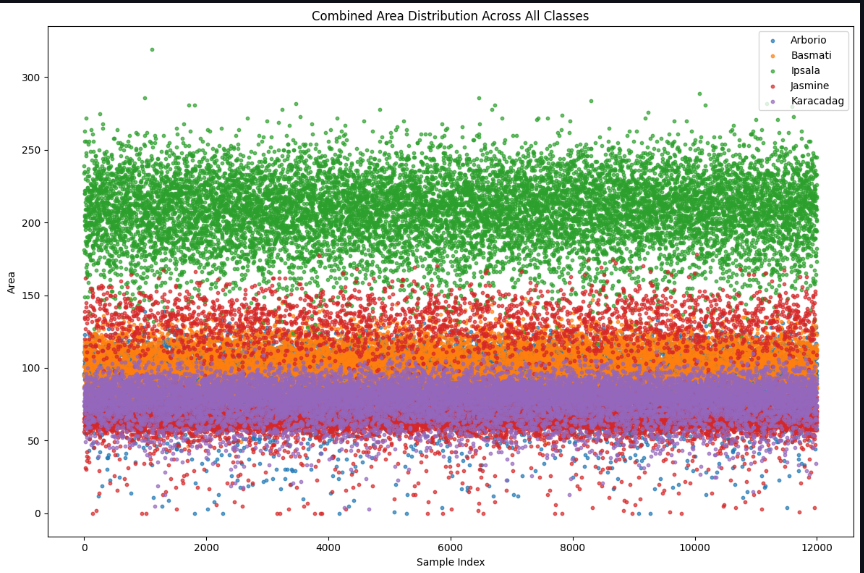 Combined Area Distribution Across All Classes
Arborio
Basmati
Ipsala
Jasmine
Karacadag
300
250
200
150
100
50
0
Area
0 2000 4000 6000 8000 10000 12000
Sample Index